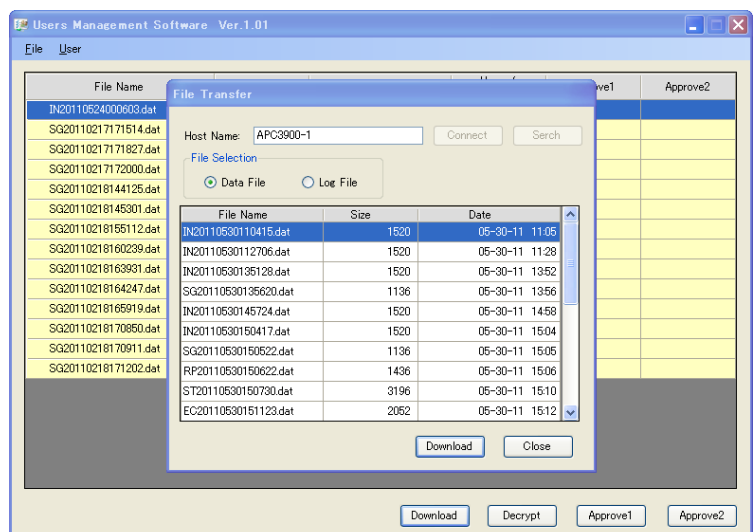 Users Management Software Ver.1.01
File User
File Name Approve2
IN20110524000603.dat
SG20110217171514.dat
SG20110217171827.dat
SG20110217172000.dat
SG20110218144125.dat
SG20110218145301.dat
SG20110218155112.dat
SG20110218160239.dat
SG20110218163931.dat
SG20110218164247.dat
SG20110218165919.dat
SG20110218170850.dat
SG20110218170911.dat
SG20110218171202.dat
File Transfer
Host Name: APC3900-1 Connect Serch
File Selection
Data File Log File
File Name Size Date
IN20110530110415.dat 1520 05-30-11 11:05
IN20110530112706.dat 1520 05-30-11 11:28
IN20110530135128.dat 1520 05-30-11 13:52
SG20110530135620.dat 1136 05-30-11 13:56
IN20110530145724.dat 1520 05-30-11 14:58
IN20110530150417.dat 1520 05-30-11 15:04
SG20110530150522.dat 1136 05-30-11 15:05
RP20110530150622.dat 1436 05-30-11 15:06
ST20110530150730.dat 3196 05-30-11 15:10
EC20110530151123.dat 2052 05-30-11 15:12
Download Close
Download Decrypt Approve1 Approve2